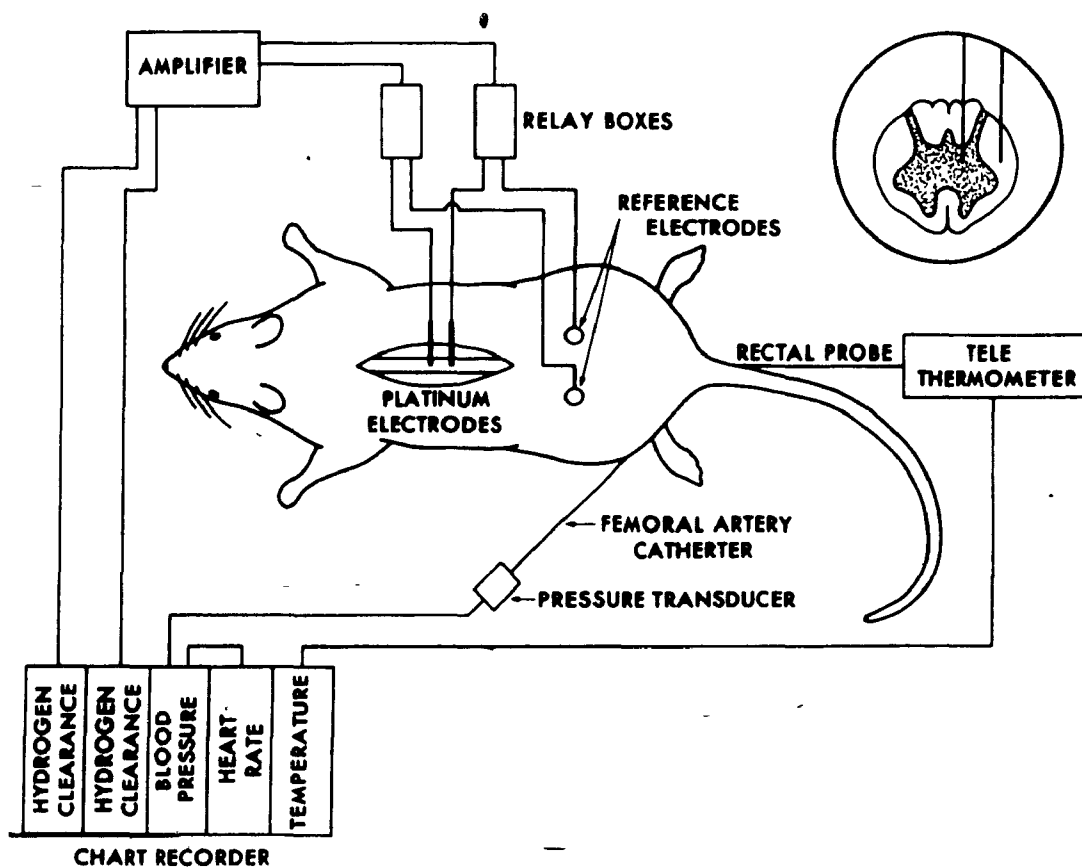 AMPLIFIER
RELAY BOXES
REFERENCE
ELECTRODES
RECTAL PROBE
TELE
THERMOMETER
PLATINUM
ELECTRODES
FEMORAL ARTERY
CATHERTER
PRESSURE TRANSDUCER
HYDROGEN
CLEARANCE
HYDROGEN
CLEARANCE
BLOOD
PRESSURE
HEART
RATE
TEMPERATURE
CHART RECORDER